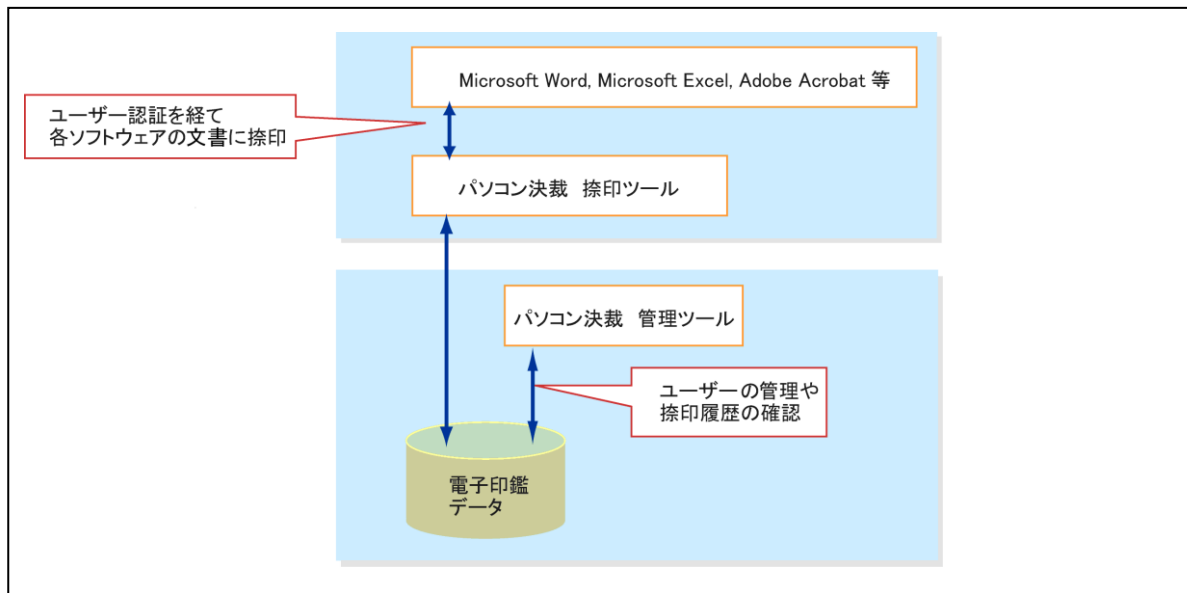 Microsoft Word, Microsoft Excel, Adobe Acrobat 等
ユーザー認証を経て
各ソフトウェアの文書に捺印
パソコン決裁　捺印ツール
パソコン決裁　管理ツール
ユーザーの管理や
捺印履歴の確認
電子印鑑
データ